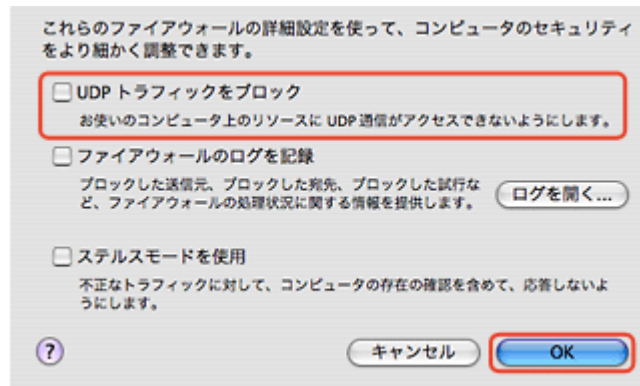 これらのファイアウォールの詳細設定を使って、コンピュータのセキュリティ
をより細かく調整できます。
UDP トラフィックをブロック
お使いのコンピュータ上のリソースに UDP 通信がアクセスできないようにします。
ファイアウォールのログを記録
ブロックした送信元、ブロックした宛先、ブロックした試行な
ど、ファイアウォールの処理状況に関する情報を提供します。
ログを開く...
ステルスモードを使用
不正なトラフィックに対して、コンピュータの存在の確認を含めて、応答しないよ
うにします。
?
キャンセル
OK